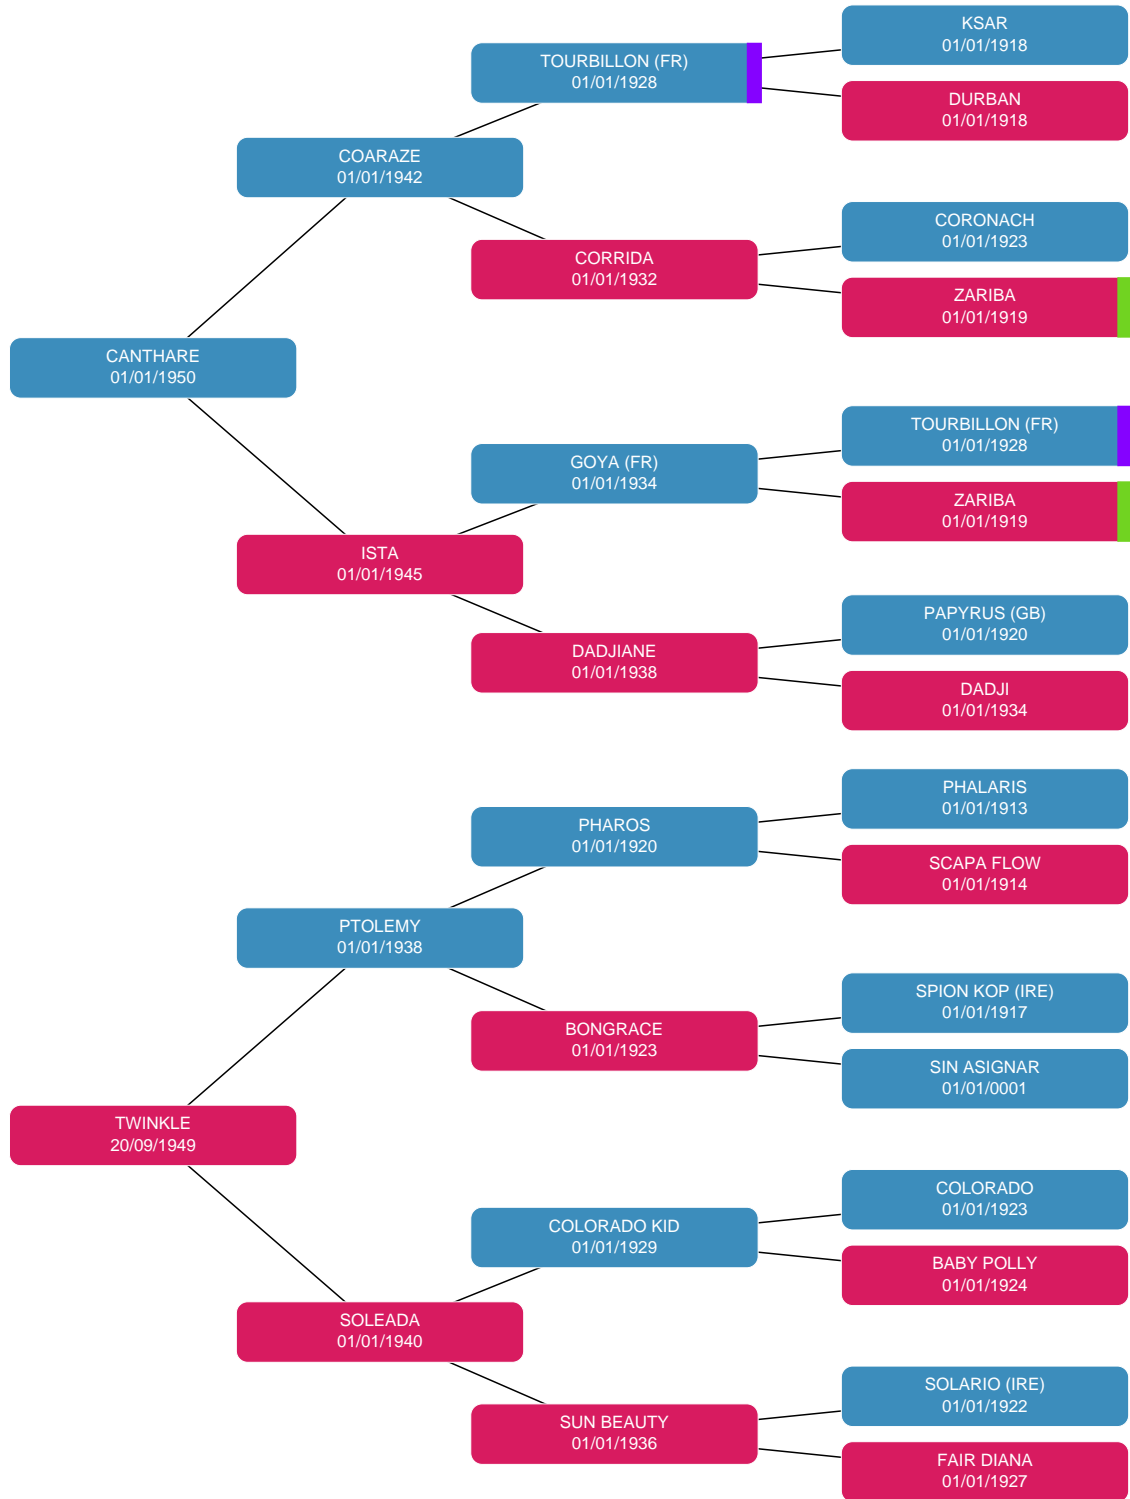 KSAR
01/01/1918
TOURBILLON (FR)
01/01/1928
DURBAN
01/01/1918
COARAZE
01/01/1942
CORONACH
01/01/1923
CORRIDA
01/01/1932
ZARIBA
01/01/1919
CANTHARE
01/01/1950
TOURBILLON (FR)
01/01/1928
GOYA (FR)
01/01/1934
ZARIBA
01/01/1919
ISTA
01/01/1945
PAPYRUS (GB)
01/01/1920
DADJIANE
01/01/1938
DADJI
01/01/1934
PHALARIS
01/01/1913
PHAROS
01/01/1920
SCAPA FLOW
01/01/1914
PTOLEMY
01/01/1938
SPION KOP (IRE)
01/01/1917
BONGRACE
01/01/1923
SIN ASIGNAR
01/01/0001
TWINKLE
20/09/1949
COLORADO
01/01/1923
COLORADO KID
01/01/1929
BABY POLLY
01/01/1924
SOLEADA
01/01/1940
SOLARIO (IRE)
01/01/1922
SUN BEAUTY
01/01/1936
FAIR DIANA
01/01/1927